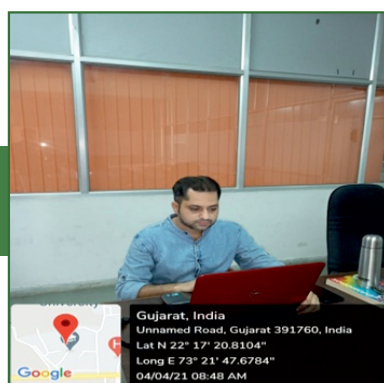 University
Google
Gujarat, India
Unnamed Road, Gujarat 391760, India
Lat N 22° 17' 20.8104"
Long E 73° 21' 47.6784"
04/04/21 08:48 AM